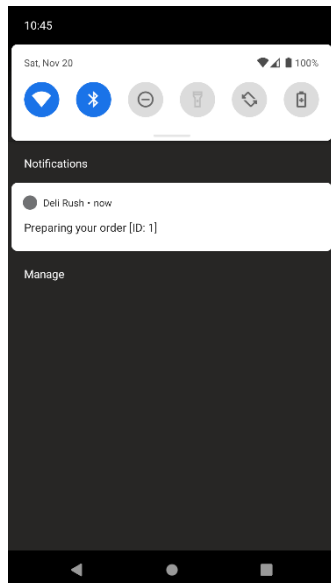 10:45
Sat, Nov 20
100%
Notifications
Deli Rush • now
Preparing your order [ID: 1]
Manage